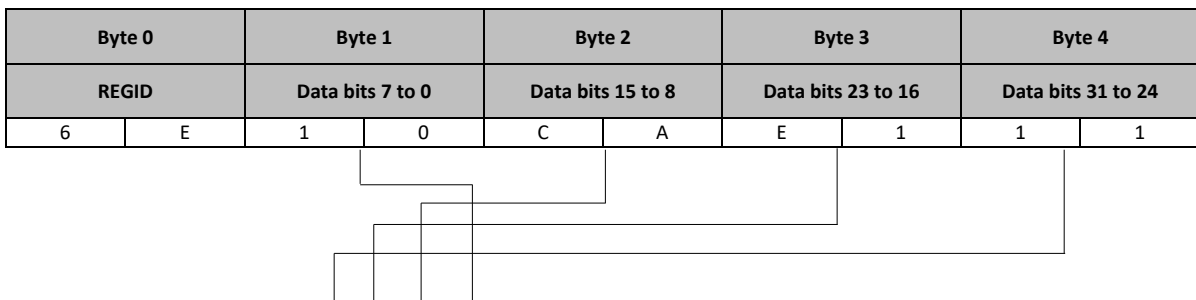 Byte 0 Byte 1 Byte 2 Byte 3 Byte 4
REGID Data bits 7 to 0 Data bits 15 to 8 Data bits 23 to 16 Data bits 31 to 24
6 E 1 0 C A E 1 1 1